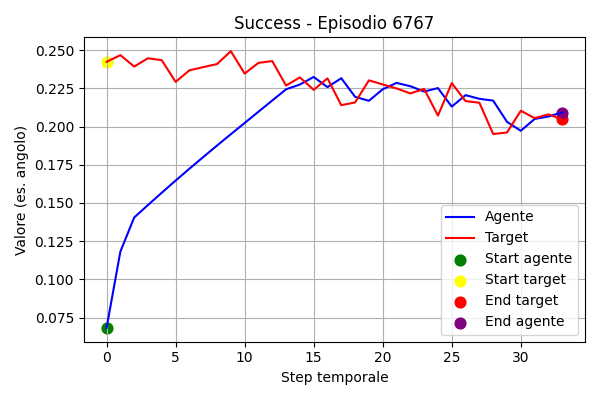 Success - Episodio 6767
Valore (es. angolo)
0.250
0.225
0.200
0.175
0.150
0.125
0.100
0.075
0
5
10
15
20
25
30
Step temporale
Agente
Target
Start agente
Start target
End target
End agente